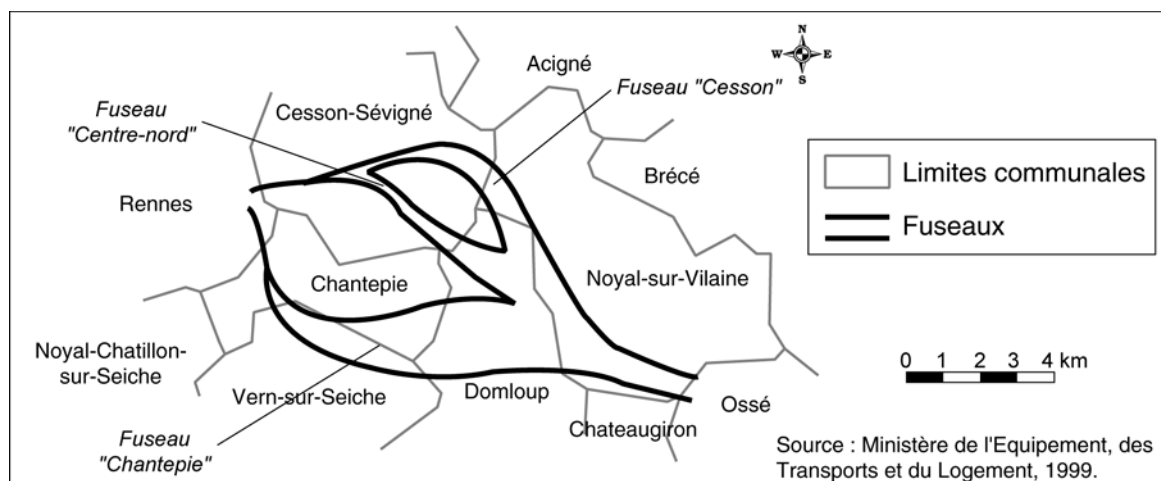 N
W E
S
Acigné
Fuseau "Cesson"
Fuseau
"Centre-nord"
Cesson-Sévigné
Brécé
Limites communales
Fuseaux
Rennes
Chantepie
Noyal-sur-Vilaine
Noyal-Chatillon-
sur-Seiche
Vern-sur-Seiche
Domloup
Ossé
Chateaugiron
0 1 2 3 4 km
Fuseau
"Chantepie"
Source : Ministère de l'Equipement, des
Transports et du Logement, 1999.